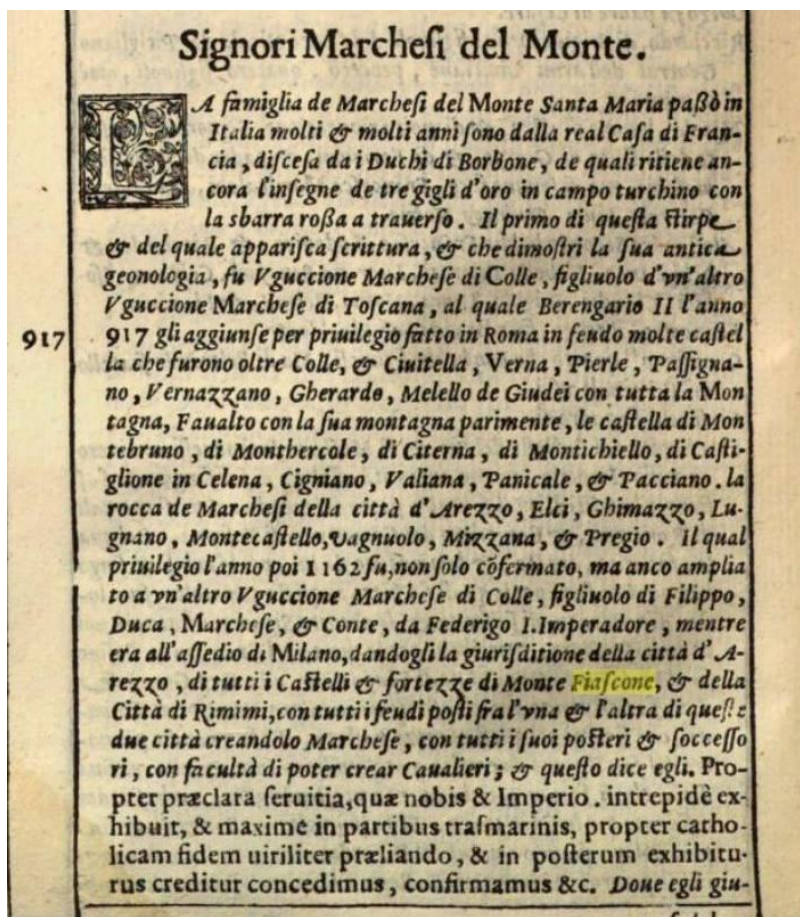 Signori Marcheſi del Monte.
LA famiglia de Marcheſi del Monte Santa Maria paßò in
Italia molti & molti anni ſono dalla real Caſa di Fran-
cia, diſceſa da i Duchi di Borbone, de quali ritiene an-
cora l'inſegne de tre gigli d'oro in campo turchino con
la sbarra roßa a trauerſo. Il primo di queſta ſtirpe
& del quale appariſca ſcrittura, & che dimoſtri la ſua antica
geonologia, fu Vguccione Marcheſe di Colle, figliuolo d'vn'altro
Vguccione Marcheſe di Toſcana, al quale Berengario II l'anno
917 917 gli aggiunſe per priuilegio fatto in Roma in feudo molte caſtel
la che furono oltre Colle, & Ciuitella, Verna, Pierle, Paſſigna-
no, Vernazzano, Gherardo, Melello de Giudei con tutta la Mon
tagna, Faualto con la ſua montagna parimente, le caſtella di Mon
tebruno, di Monthercole, di Citerna, di Montichiello, di Caſti-
glione in Celena, Cigniano, Valiana, Panicale, & Pacciano. la
rocca de Marcheſi della città d'Arezzo, Elci, Ghimazzo, Lu-
gnano, Montecaſtello, vagnuolo, Mizzana, & Pregio. Il qual
priuilegio l'anno poi 1162 fu, non ſolo cõfermato, ma anco amplia
to a vn'altro Vguccione Marcheſe di Colle, figliuolo di Filippo,
Duca, Marcheſe, & Conte, da Federigo I. Imperadore, mentre
era all'aſſedio di Milano, dandogli la giuriſditione della città d'A-
rezzo, di tutti i Caſtelli & fortezze di Monte Fiaſcone, & della
Città di Rimimi, con tutti i feudi poſti fra l'vna & l'altra di queſte
due città creandolo Marcheſe, con tutti i ſuoi poſteri & ſocceſſo
ri, con facultà di poter crear Caualieri; & queſto dice egli. Pro-
pter præclara ſeruitia, quæ nobis & Imperio. intrepidè ex-
hibuit, & maximè in partibus traſmarinis, propter catho-
licam fidem uiriliter præliando, & in poſterum exhibitu-
rus creditur concedimus, confirmamus &c. Doue egli giu-